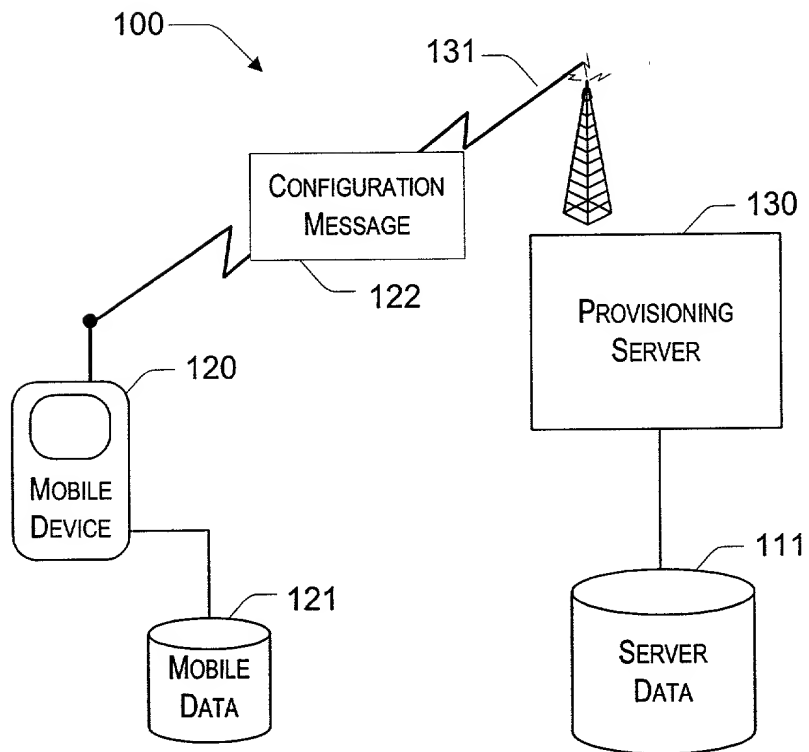 100
131
CONFIGURATION
MESSAGE
122
130
PROVISIONING
SERVER
120
MOBILE
DEVICE
111
121
MOBILE
DATA
SERVER
DATA